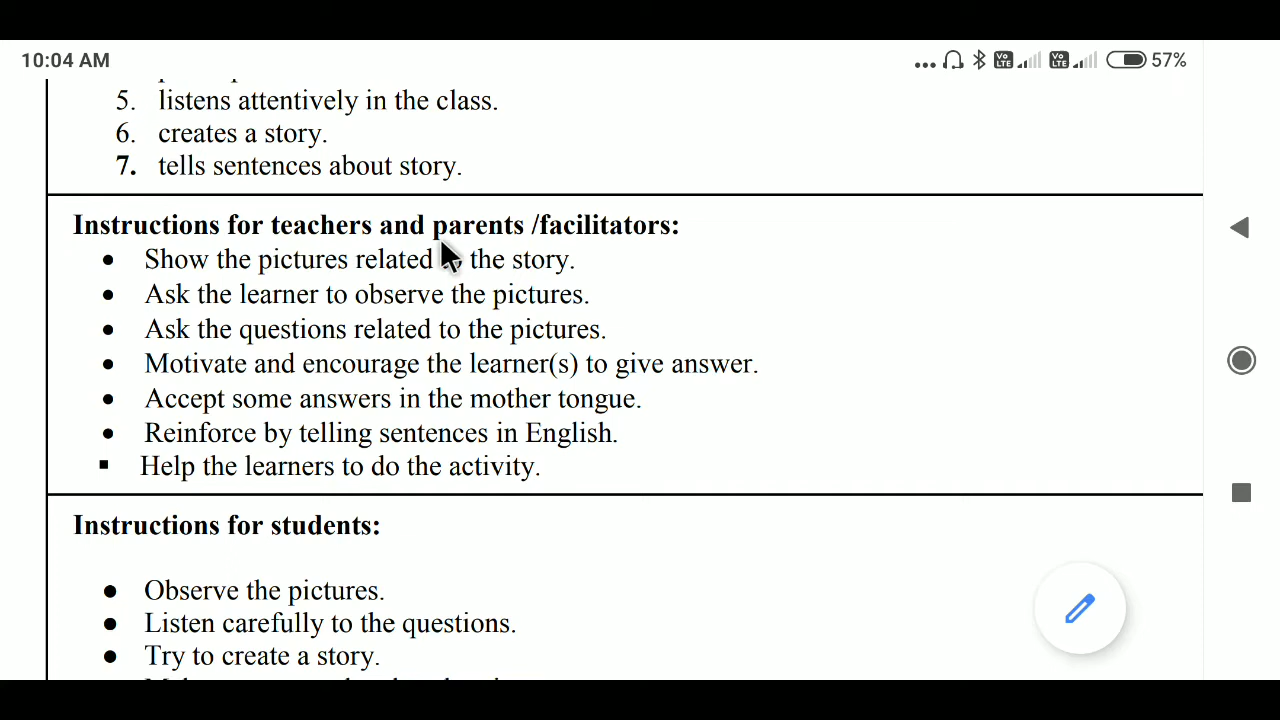 10:04 AM
Vo LTE
Vo LTE
57%
5. listens attentively in the class.
6. creates a story.
7. tells sentences about story.
Instructions for teachers and parents /facilitators:
• Show the pictures related the story.
• Ask the learner to observe the pictures.
• Ask the questions related to the pictures.
• Motivate and encourage the learner(s) to give answer.
• Accept some answers in the mother tongue.
• Reinforce by telling sentences in English.
▪ Help the learners to do the activity.
Instructions for students:
• Observe the pictures.
• Listen carefully to the questions.
• Try to create a story.